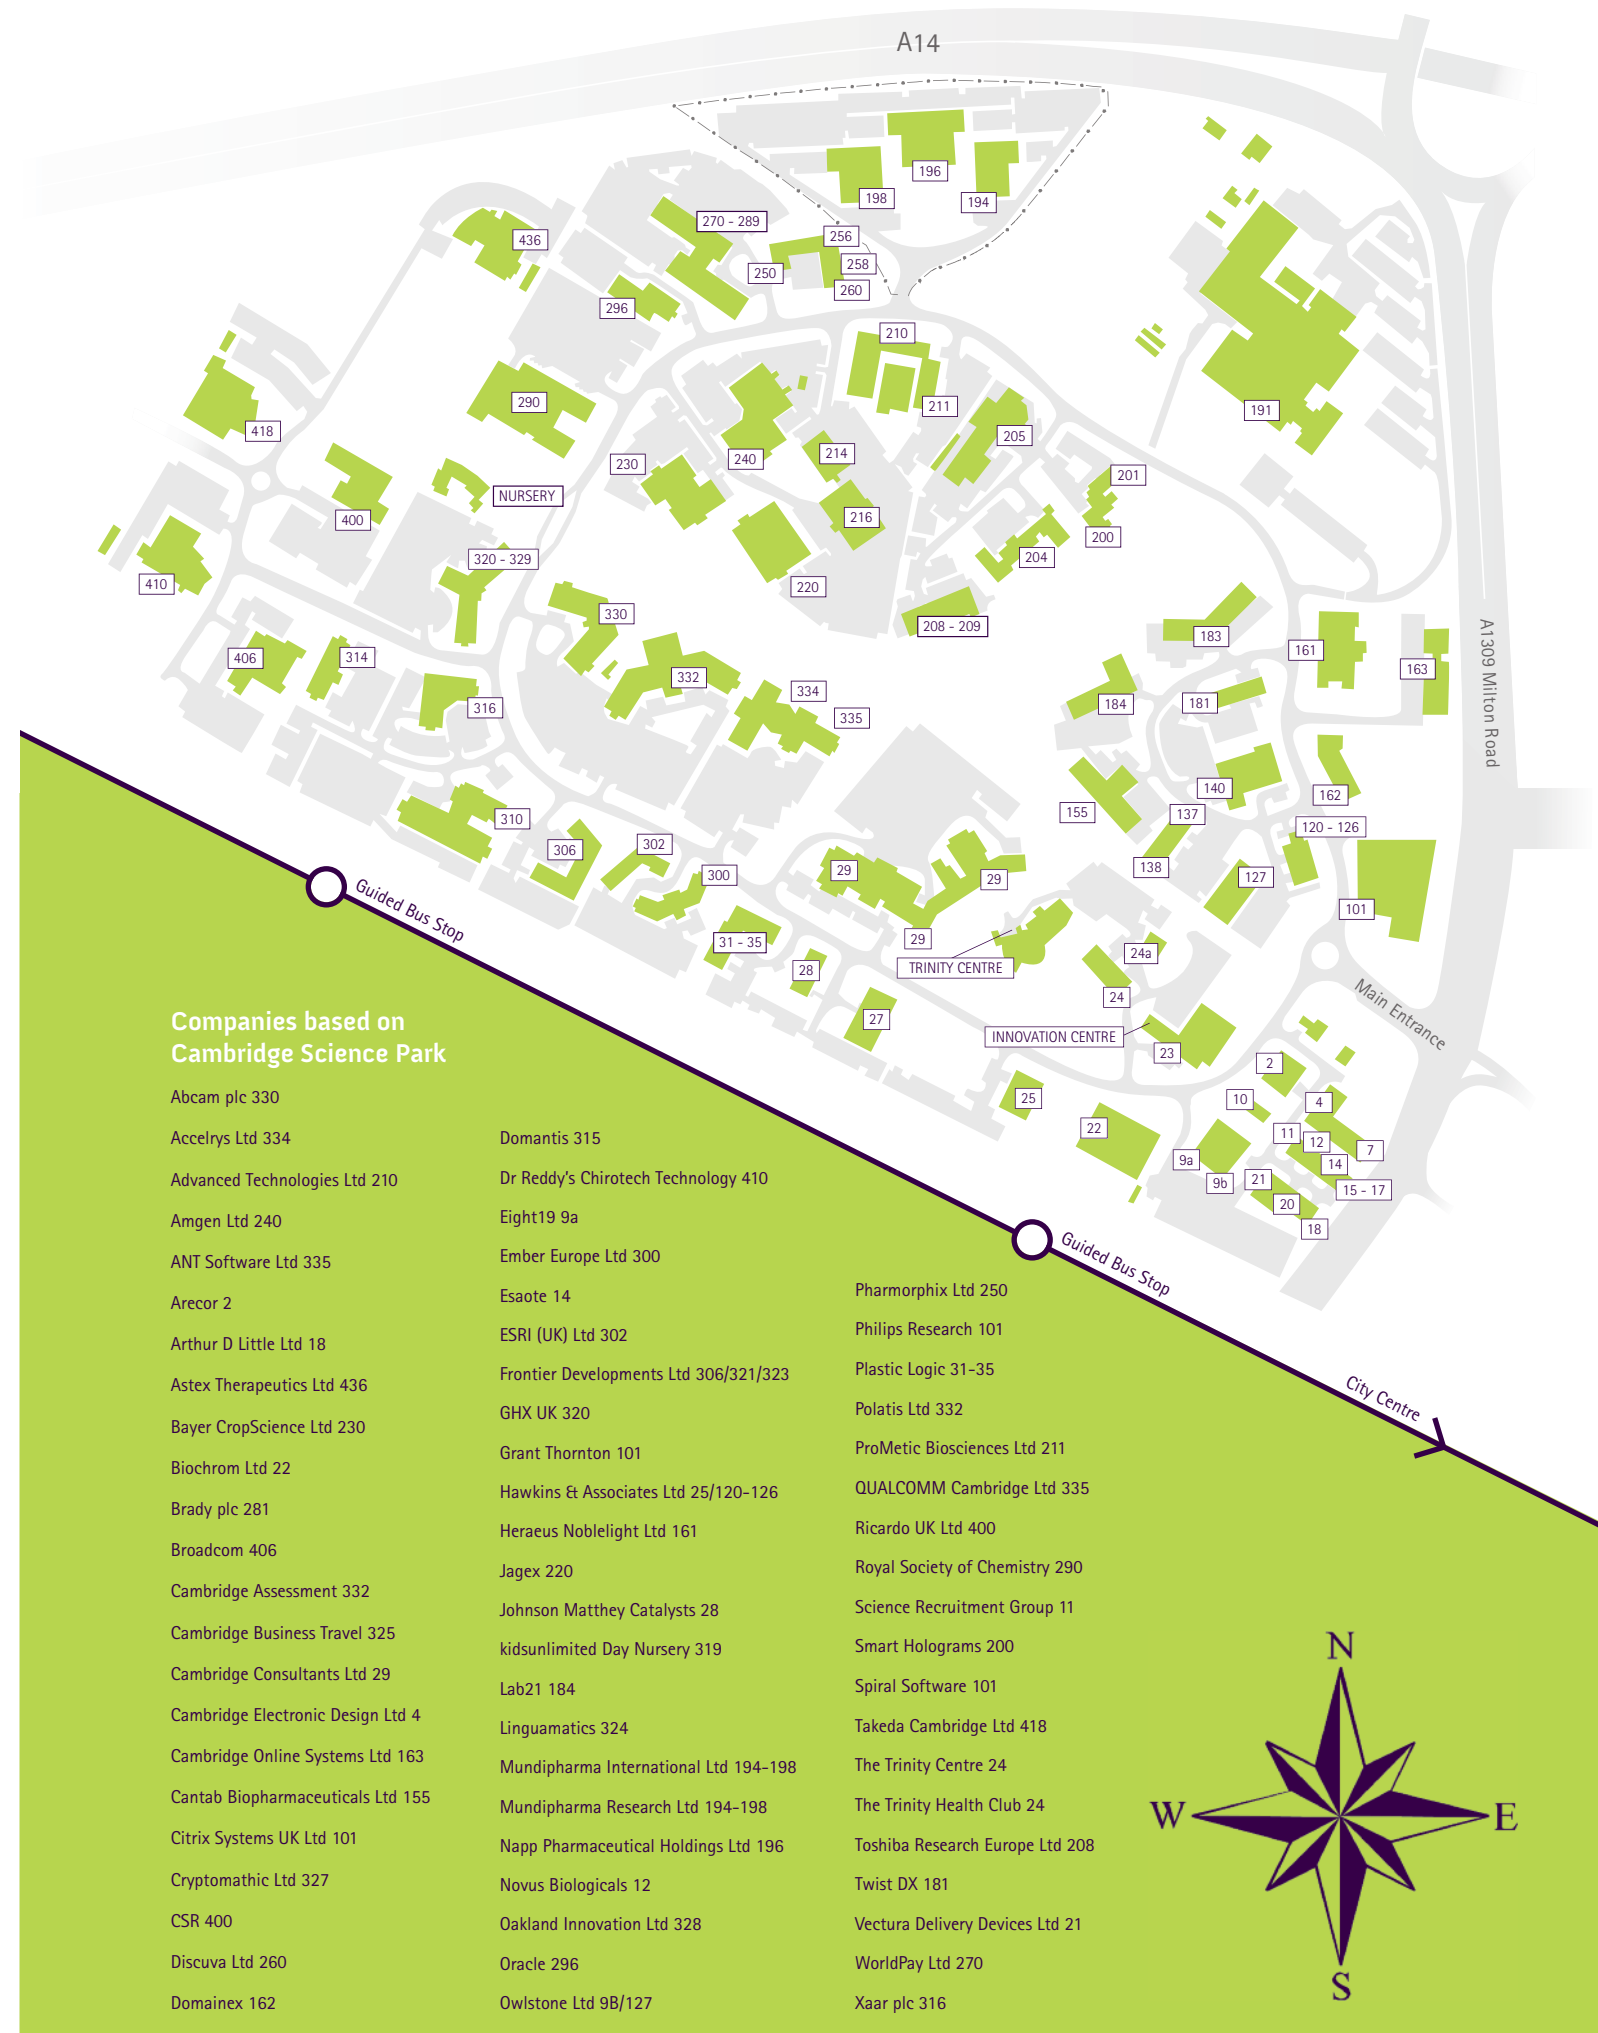 A14
196
198
194
270 - 289
436
256
258
250
260
296
210
290
211
418
205
191
240
214
230
201
NURSERY
216
400
200
320 - 329
204
410
220
330
208 - 209
183
A1309 Milton Road
161
406
314
163
332
334
184
181
316
335
140
162
155
137
310
120 - 126
302
306
138
29
300
29
127
101
Guided Bus Stop
29
31 - 35
24a
TRINITY CENTRE
28
24
Main Entrance
27
INNOVATION CENTRE
23
2
25
10
4
22
11
12
7
9a
14
9b
21
15 - 17
20
18
Guided Bus Stop
City Centre
Companies based on
Cambridge Science Park
Abcam plc 330
Accelrys Ltd 334
Advanced Technologies Ltd 210
Amgen Ltd 240
ANT Software Ltd 335
Arecor 2
Arthur D Little Ltd 18
Astex Therapeutics Ltd 436
Bayer CropScience Ltd 230
Biochrom Ltd 22
Brady plc 281
Broadcom 406
Cambridge Assessment 332
Cambridge Business Travel 325
Cambridge Consultants Ltd 29
Cambridge Electronic Design Ltd 4
Cambridge Online Systems Ltd 163
Cantab Biopharmaceuticals Ltd 155
Citrix Systems UK Ltd 101
Cryptomathic Ltd 327
CSR 400
Discuva Ltd 260
Domainex 162
Domantis 315
Dr Reddy's Chirotech Technology 410
Eight19 9a
Ember Europe Ltd 300
Esaote 14
ESRI (UK) Ltd 302
Frontier Developments Ltd 306/321/323
GHX UK 320
Grant Thornton 101
Hawkins & Associates Ltd 25/120-126
Heraeus Noblelight Ltd 161
Jagex 220
Johnson Matthey Catalysts 28
kidsunlimited Day Nursery 319
Lab21 184
Linguamatics 324
Mundipharma International Ltd 194-198
Mundipharma Research Ltd 194-198
Napp Pharmaceutical Holdings Ltd 196
Novus Biologicals 12
Oakland Innovation Ltd 328
Oracle 296
Owlstone Ltd 9B/127
Pharmorphix Ltd 250
Philips Research 101
Plastic Logic 31-35
Polatis Ltd 332
ProMetic Biosciences Ltd 211
QUALCOMM Cambridge Ltd 335
Ricardo UK Ltd 400
Royal Society of Chemistry 290
Science Recruitment Group 11
Smart Holograms 200
Spiral Software 101
Takeda Cambridge Ltd 418
The Trinity Centre 24
The Trinity Health Club 24
Toshiba Research Europe Ltd 208
Twist DX 181
Vectura Delivery Devices Ltd 21
WorldPay Ltd 270
Xaar plc 316
N
W
E
S